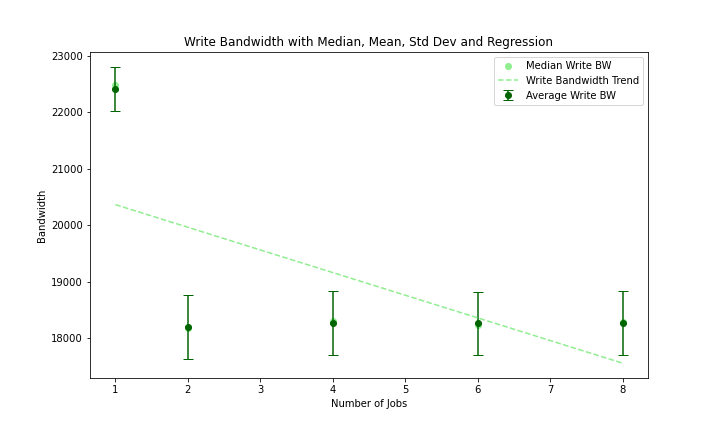 Write Bandwidth with Median, Mean, Std Dev and Regression
Median Write BW
Write Bandwidth Trend
Average Write BW
Bandwidth
23000
22000
21000
20000
19000
18000
1 2 3 4 5 6 7 8
Number of Jobs